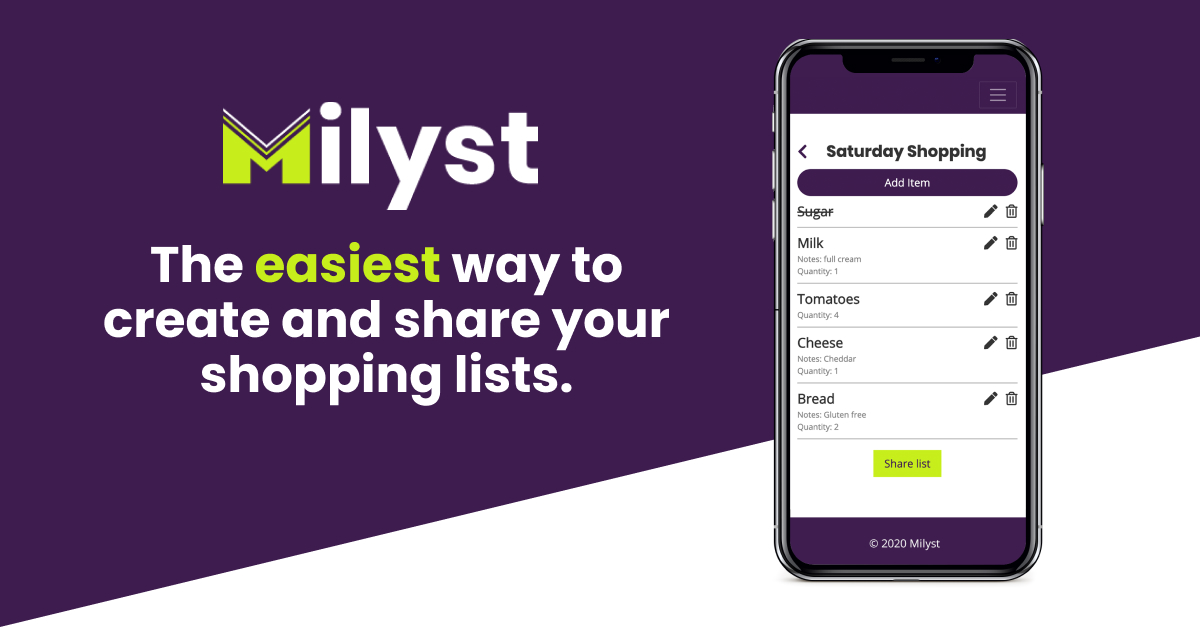 Milyst
The easiest way to
create and share your
shopping lists.
Saturday Shopping
Add Item
Sugar
Milk
Notes: full cream
Quantity: 1
Tomatoes
Quantity: 4
Cheese
Notes: Cheddar
Quantity: 1
Bread
Notes: Gluten free
Quantity: 2
Share list
© 2020 Milyst